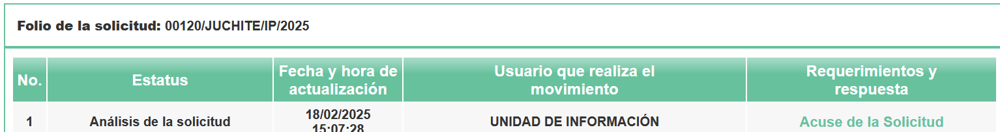 Folio de la solicitud: 00120/JUCHITE/IP/2025
No.
Estatus
Fecha y hora de
actualización
Usuario que realiza el
movimiento
Requerimientos y
respuesta
1
Análisis de la solicitud
18/02/2025
15:07:28
UNIDAD DE INFORMACIÓN
Acuse de la Solicitud